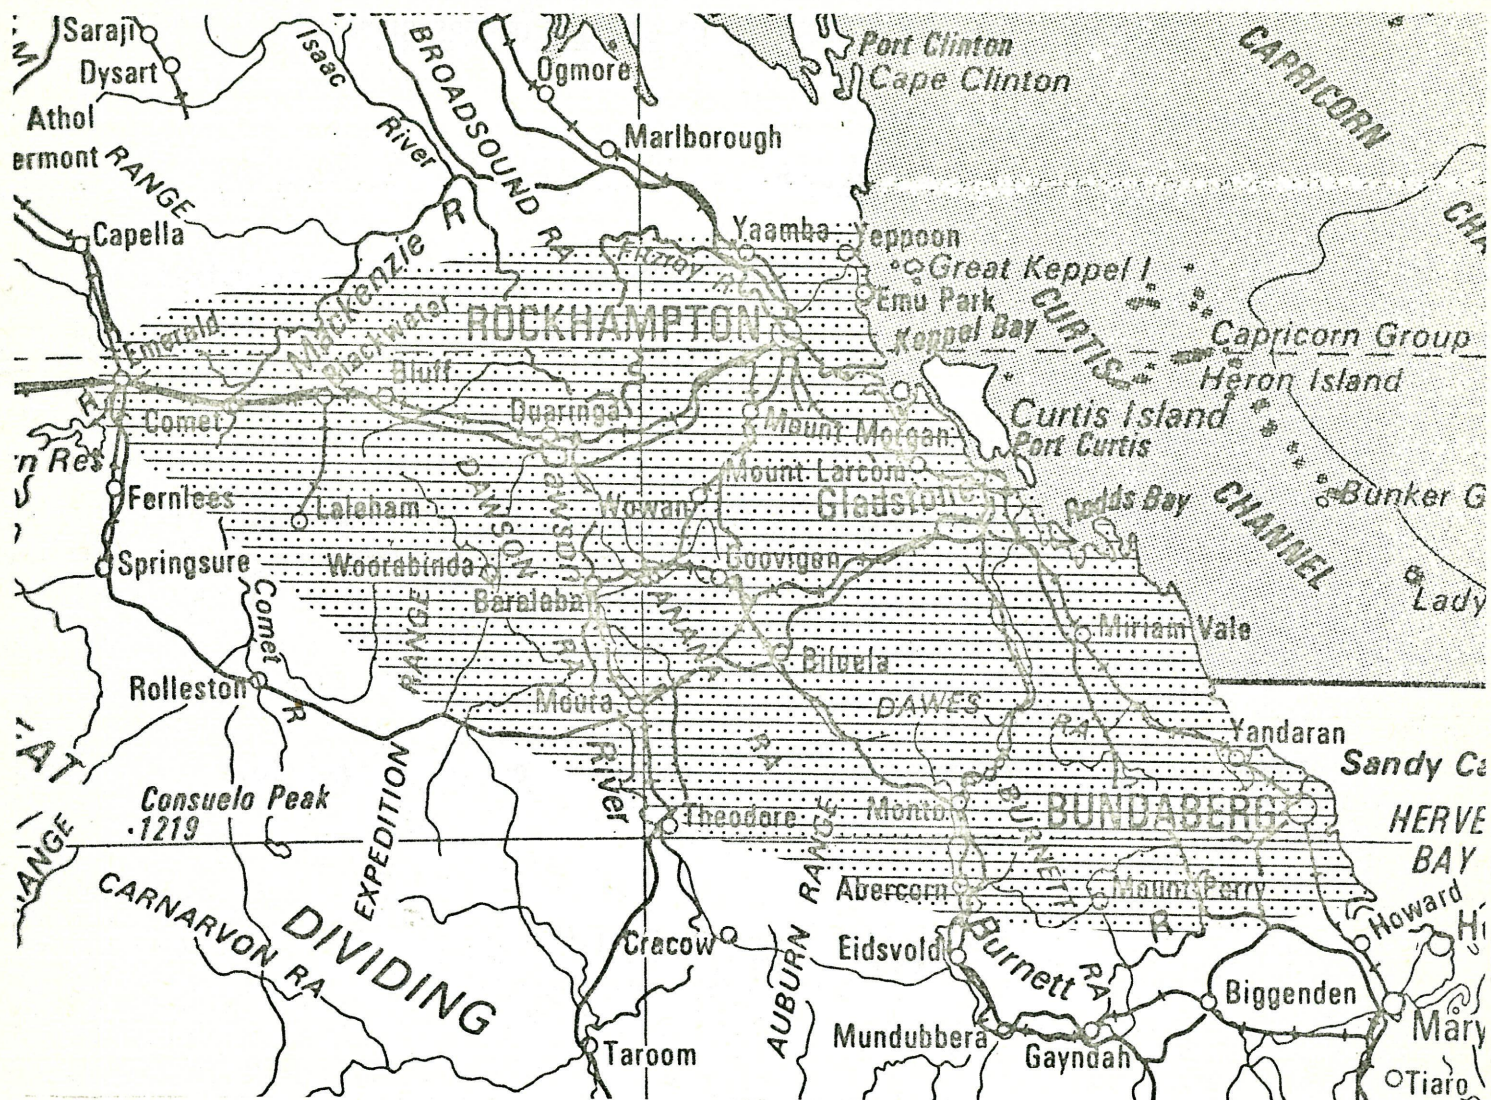 Saraji
Dysart
Athol
ermont
RANGE
Isaac
River
BROADSOUND
RA
Ogmore
Marlborough
Port Clinton
Cape Clinton
CAPRICORN
Capella
Mackenzie
R
Yaamba
Yeppoon
Fitzroy R
Great Keppel I
Emu Park
Keppel Bay
CURTIS
ROCKHAMPTON
Capricorn Group
Heron Island
Emerald
Blackwater
Bluff
Comet
Duaringa
Mount Morgan
Curtis Island
Port Curtis
n Res
Mount Larcom
Fernlees
Laleham
DAWSON
Dawson
Wowan
Gladstone
Rodds Bay
CHANNEL
Bunker G
Springsure
Woorabinda
Goovigen
Baralaba
Lady
Comet
RANGE
RA
Miriam Vale
Biloela
Rolleston
R
Moura
DAWES
RA
RA
Yandaran
AT
River
Sandy Ca
Consuelo Peak
.1219
EXPEDITION
Theodore
Monto
BUNDABERG
BURNETT
HERVE
BAY
ANGE
CARNARVON RA
DIVIDING
RANGE
Abercorn
Mount Perry
Howard
Cracow
AUBURN
Eidsvold
Burnett
R
RA
Biggenden
Mundubbera
Gayndah
Mary
Taroom
Tiaro